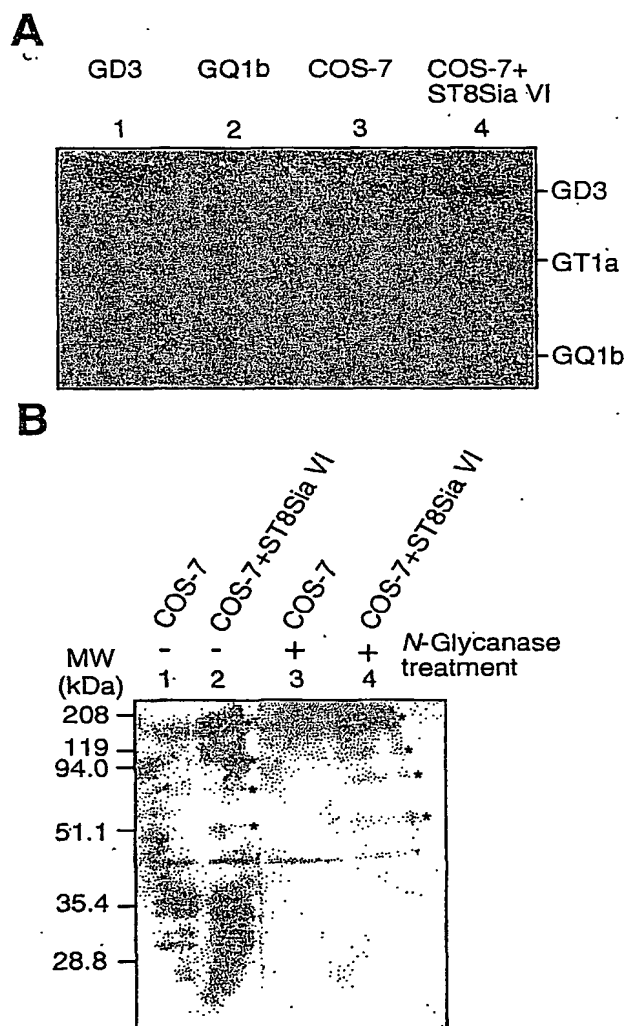 A
GD3 GQ1b COS-7 COS-7+
ST8Sia VI
1 2 3 4
GD3
GT1a
GQ1b
B
COS-7 COS-7+ST8Sia VI COS-7 COS-7+ST8Sia VI
- - + + N-Glycanase
treatment
MW
(kDa)
1 2 3 4
208
119
94.0
51.1
35.4
28.8
*
*
*
*
*
*
*
*